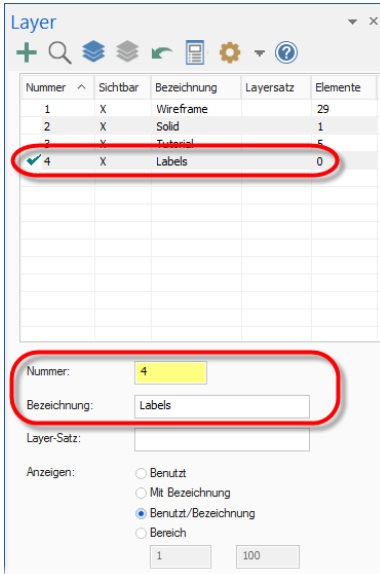 Layer
Nummer Sichtbar Bezeichnung Layersatz Elemente
1 X Wireframe 29
2 X Solid 1
3 X Tutorial 5
4 X Labels 0
Nummer: 4
Bezeichnung: Labels
Layer-Satz:
Anzeigen: Benutzt
Mit Bezeichnung
Benutzt/Bezeichnung
Bereich
1 100